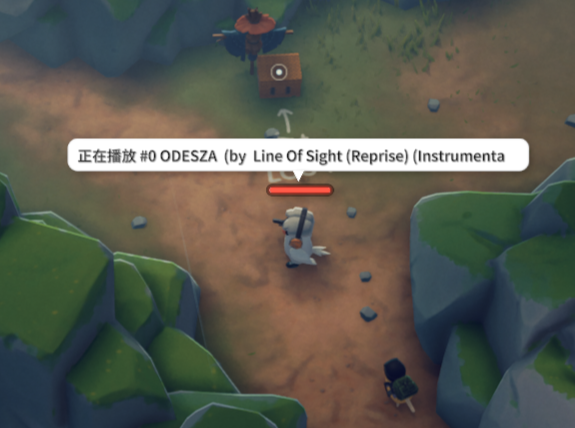 正在播放 #0 ODESZA  (by  Line Of Sight (Reprise) (Instrumenta